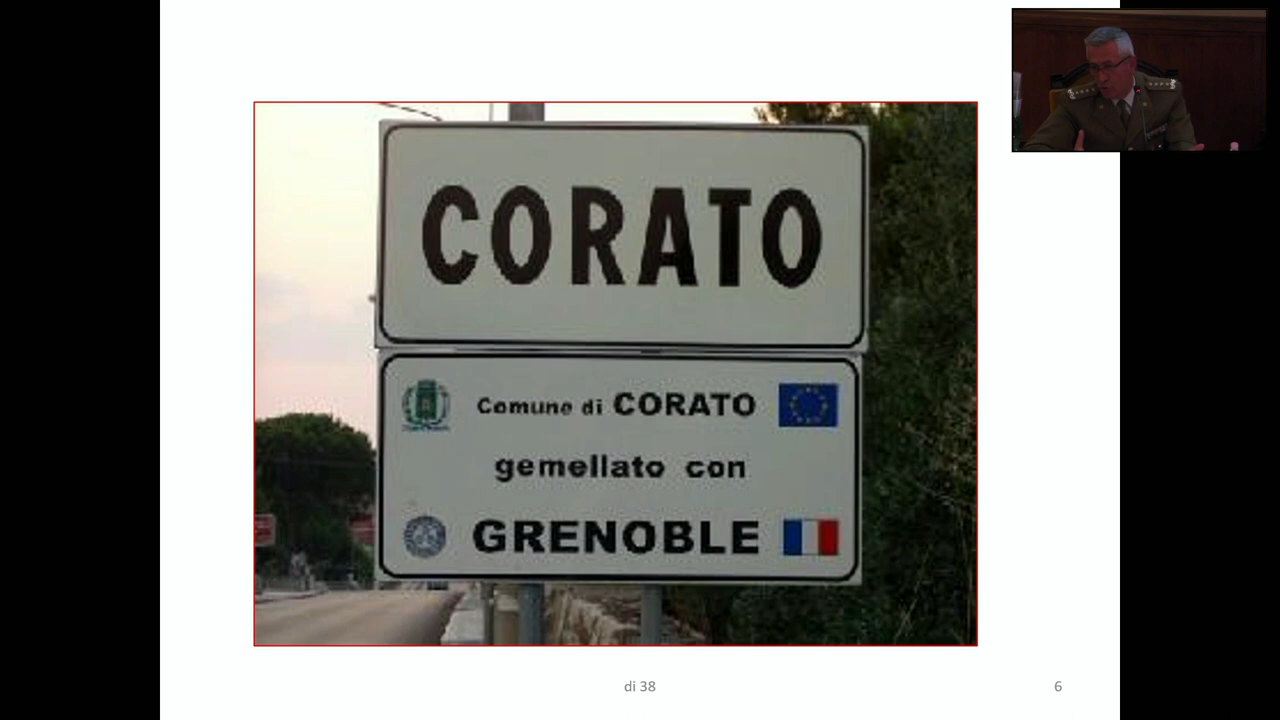 CORATO
Comune di CORATO
gemellato con
GRENOBLE
di 38
6